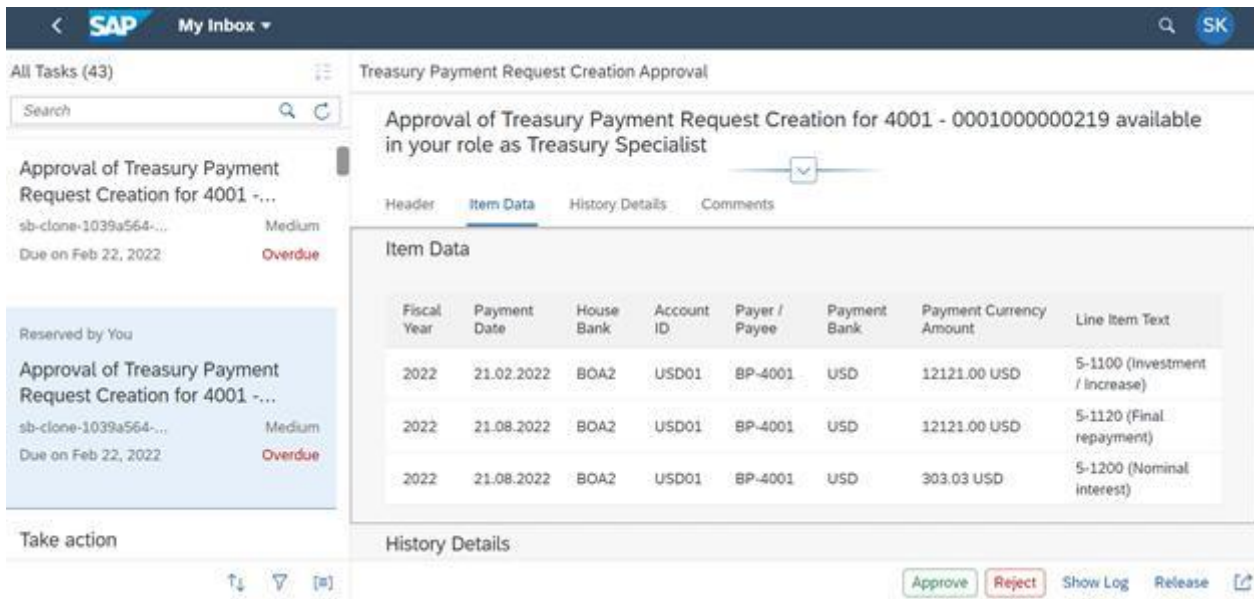 SAP My Inbox
SK
All Tasks (43)
Search
Approval of Treasury Payment
Request Creation for 4001 -...
sb-clone-1039a564-... Medium
Due on Feb 22, 2022 Overdue
Reserved by You
Approval of Treasury Payment
Request Creation for 4001 -...
sb-clone-1039a564-... Medium
Due on Feb 22, 2022 Overdue
Take action
Treasury Payment Request Creation Approval
Approval of Treasury Payment Request Creation for 4001 - 0001000000219 available
in your role as Treasury Specialist
Header Item Data History Details Comments
Item Data
Fiscal Year Payment Date House Bank Account ID Payer / Payee Payment Bank Payment Currency Amount Line Item Text
2022 21.02.2022 BOA2 USD01 BP-4001 USD 12121.00 USD 5-1100 (Investment / Increase)
2022 21.08.2022 BOA2 USD01 BP-4001 USD 12121.00 USD 5-1120 (Final repayment)
2022 21.08.2022 BOA2 USD01 BP-4001 USD 303.03 USD 5-1200 (Nominal interest)
History Details
Approve Reject Show Log Release